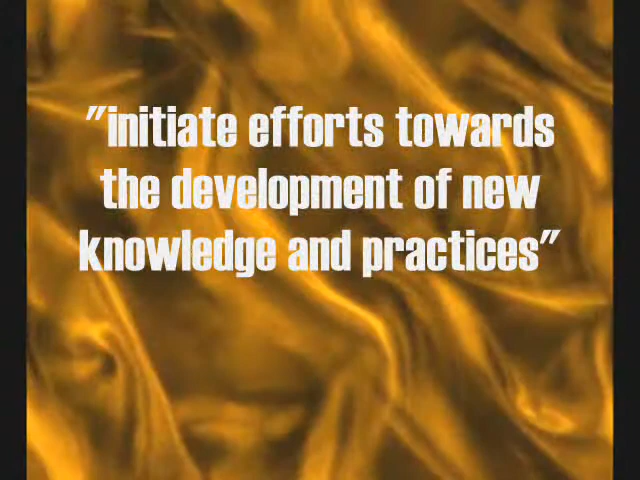 "initiate efforts towards
the development of new
knowledge and practices"